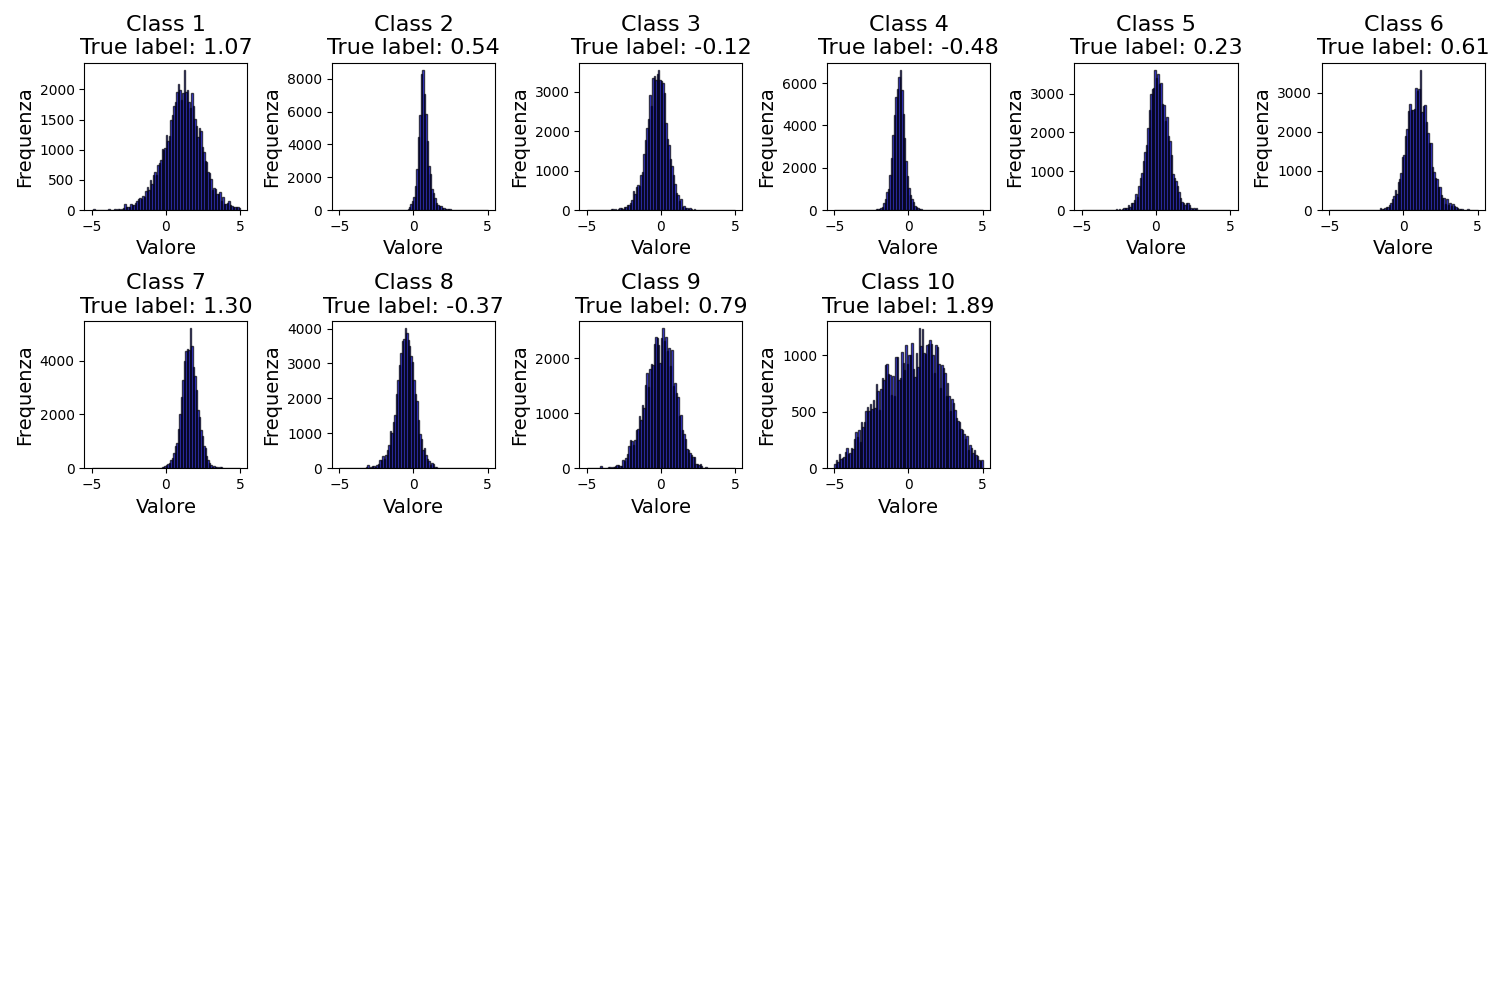 Class 1
True label: 1.07
Class 2
True label: 0.54
Class 3
True label: -0.12
Class 4
True label: -0.48
Class 5
True label: 0.23
Class 6
True label: 0.61
Frequenza
2000
1500
1000
500
0
−5
0
5
Valore
Frequenza
8000
6000
4000
2000
0
−5
0
5
Valore
Frequenza
3000
2000
1000
0
−5
0
5
Valore
Frequenza
6000
4000
2000
0
−5
0
5
Valore
Frequenza
3000
2000
1000
0
−5
0
5
Valore
Frequenza
3000
2000
1000
0
−5
0
5
Valore
Class 7
True label: 1.30
Class 8
True label: -0.37
Class 9
True label: 0.79
Class 10
True label: 1.89
Frequenza
4000
2000
0
−5
0
5
Valore
Frequenza
4000
3000
2000
1000
0
−5
0
5
Valore
Frequenza
2000
1000
0
−5
0
5
Valore
Frequenza
1000
500
0
−5
0
5
Valore